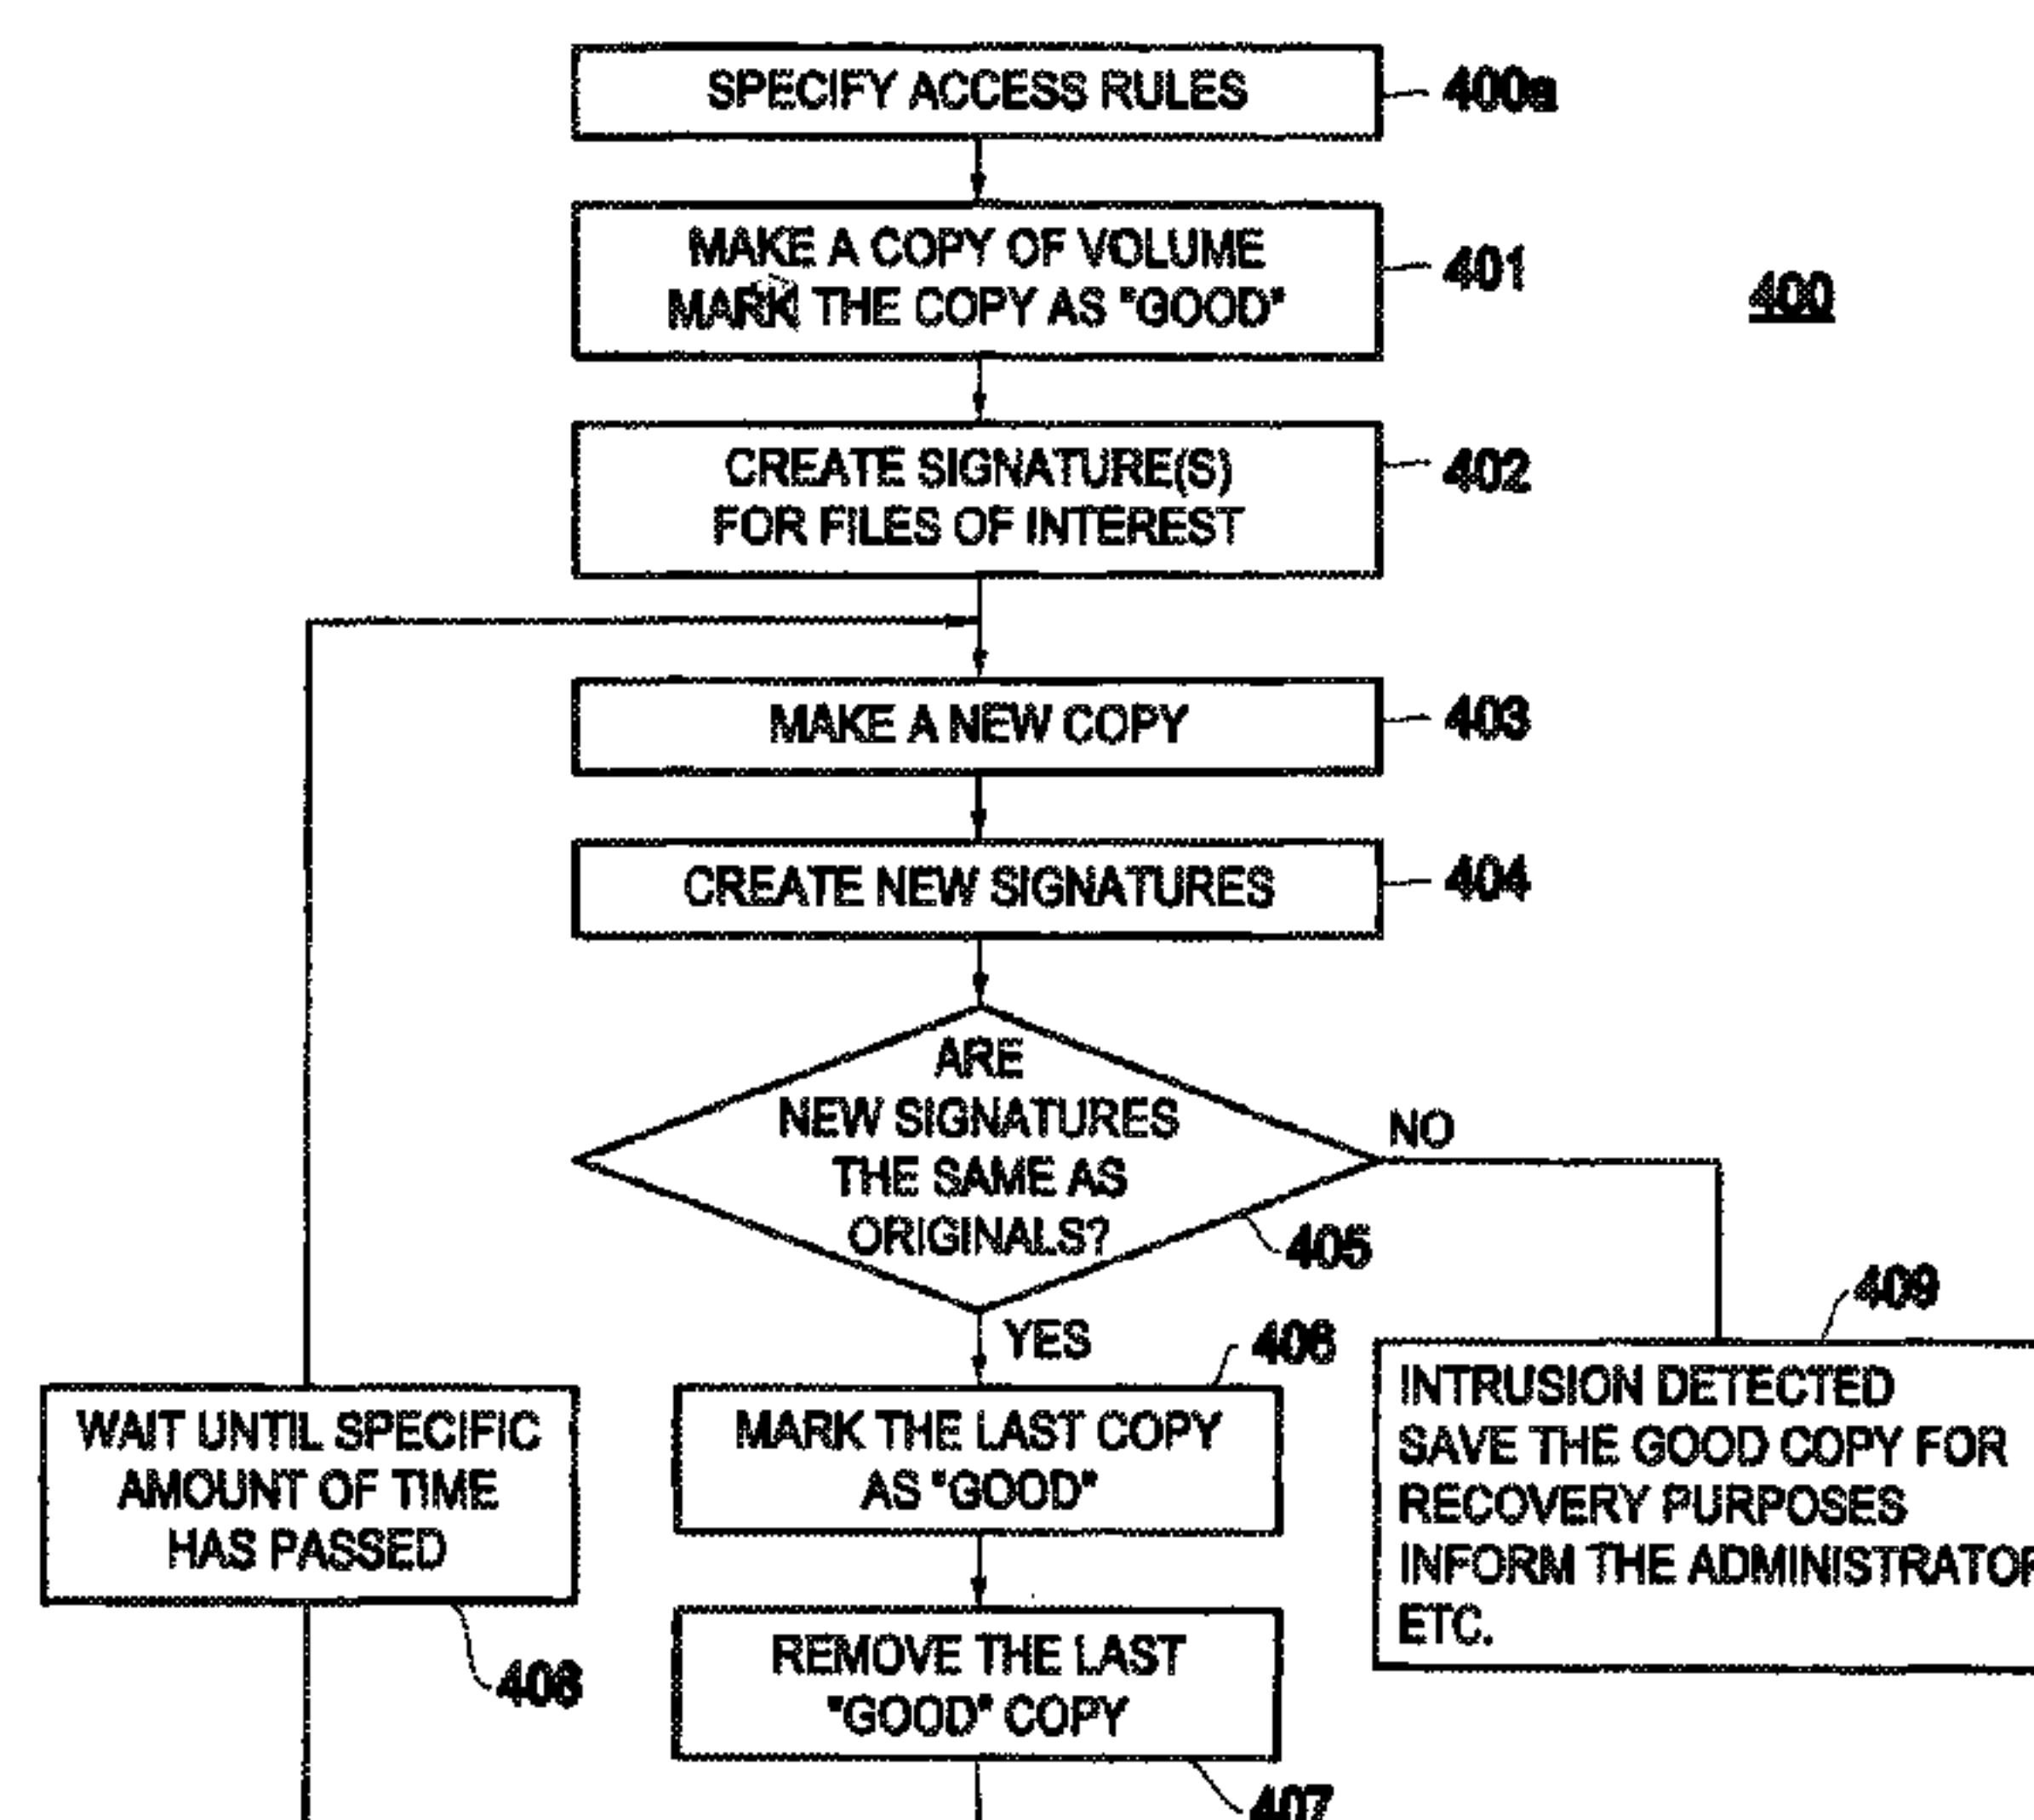 SPECIFY ACCESS RULES
400a
MAKE A COPY OF VOLUME
MARK THE COPY AS "GOOD"
401
400
CREATE SIGNATURE(S)
FOR FILES OF INTEREST
402
MAKE A NEW COPY
403
CREATE NEW SIGNATURES
404
ARE
NEW SIGNATURES
THE SAME AS
ORIGINALS?
NO
405
YES
406
409
WAIT UNTIL SPECIFIC
AMOUNT OF TIME
HAS PASSED
408
MARK THE LAST COPY
AS "GOOD"
INTRUSION DETECTED
SAVE THE GOOD COPY FOR
RECOVERY PURPOSES
INFORM THE ADMINISTRATOR
ETC.
REMOVE THE LAST
"GOOD" COPY
407